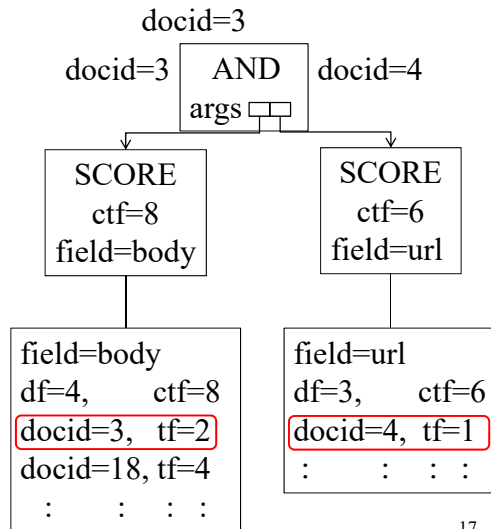 docid=3
docid=3 AND docid=4
args
SCORE
ctf=8
field=body
SCORE
ctf=6
field=url
field=body
df=4, ctf=8
docid=3, tf=2
docid=18, tf=4
: : : :
field=url
df=3, ctf=6
docid=4, tf=1
: : : :
17